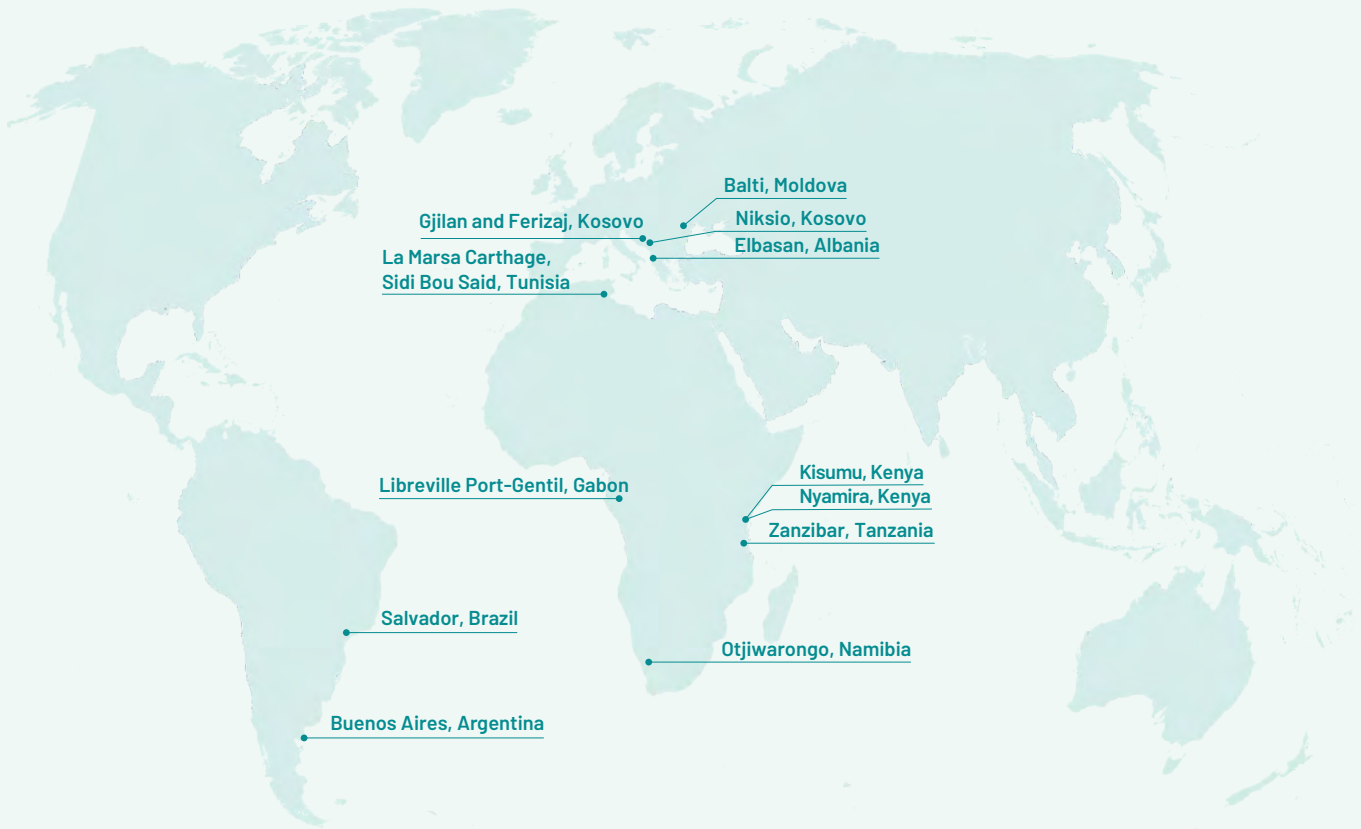 Balti, Moldova
Gjilan and Ferizaj, Kosovo
Niksio, Kosovo
Elbasan, Albania
La Marsa Carthage,
Sidi Bou Said, Tunisia
Kisumu, Kenya
Libreville Port-Gentil, Gabon
Nyamira, Kenya
Zanzibar, Tanzania
Salvador, Brazil
Otjiwarongo, Namibia
Buenos Aires, Argentina